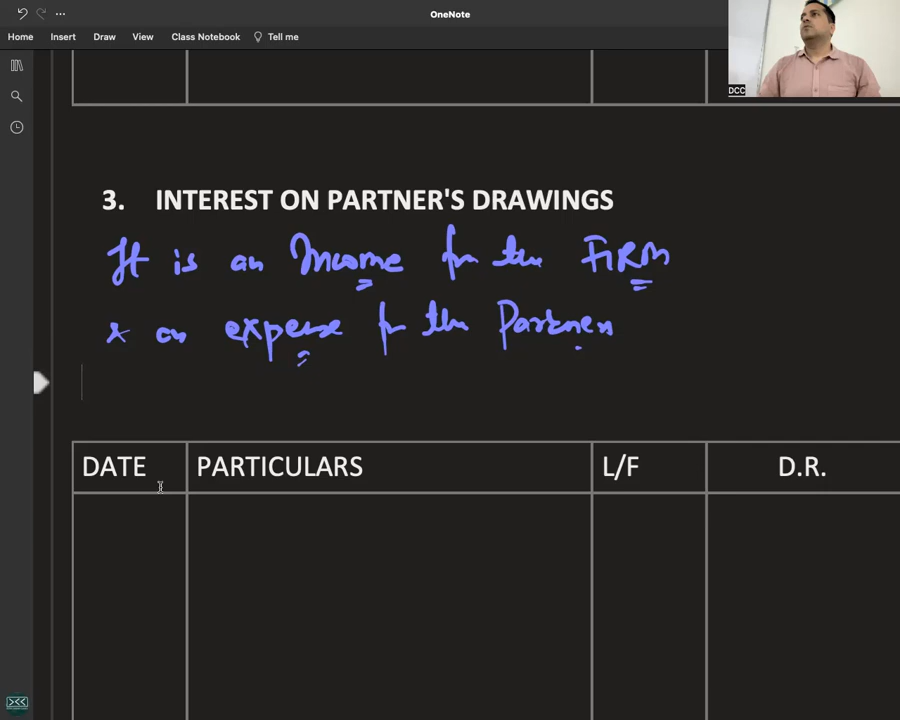 OneNote
Home Insert Draw View Class Notebook Tell me
DCC
3. INTEREST ON PARTNER'S DRAWINGS
It is an Income for the FIRM
& an expense for the Partner
DATE PARTICULARS L/F D.R.
DCC